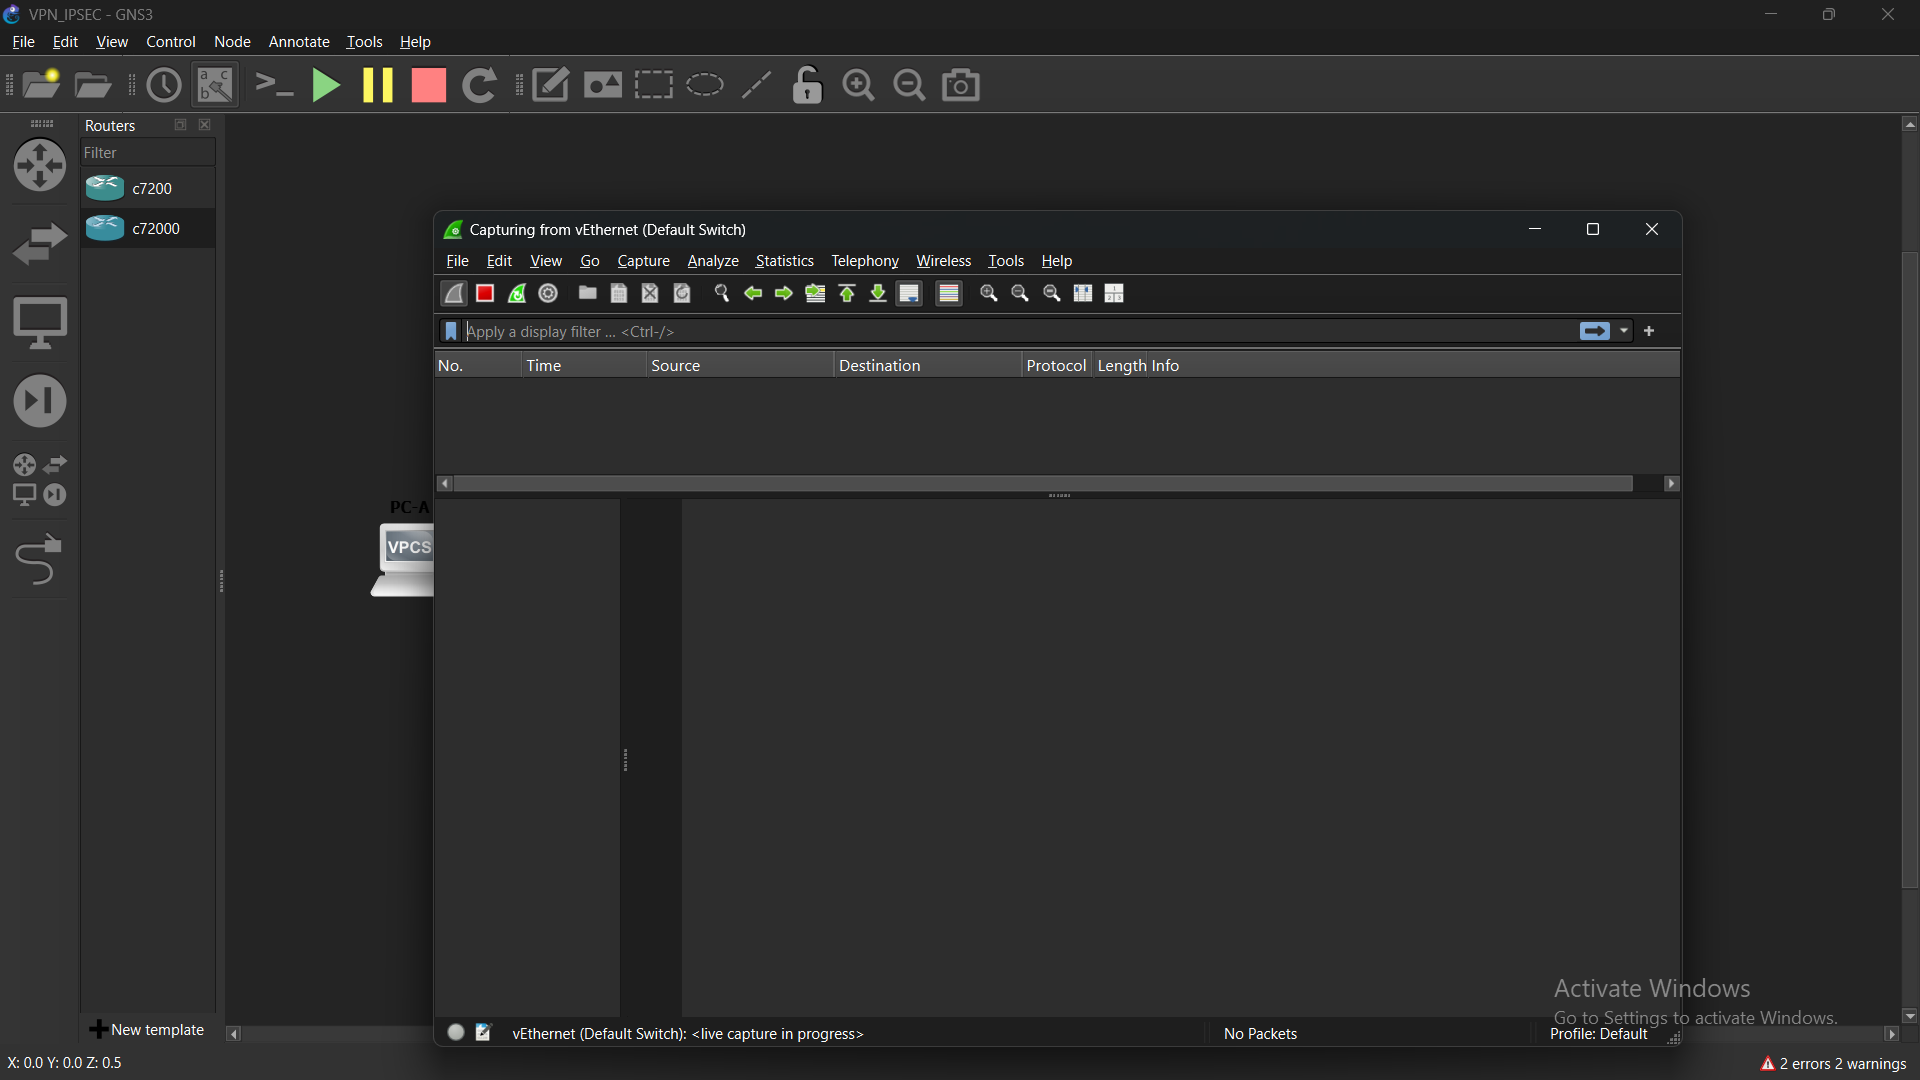 VPN_IPSEC - GNS3
File Edit View Control Node Annotate Tools Help
a c
b
Routers
Filter
c7200
c72000
PC-A
VPCS
New template
X: 0.0 Y: 0.0 Z: 0.5
Capturing from vEthernet (Default Switch)
File Edit View Go Capture Analyze Statistics Telephony Wireless Tools Help
Apply a display filter ... <Ctrl-/>
No. Time Source Destination Protocol Length Info
vEthernet (Default Switch): <live capture in progress> No Packets Profile: Default
Activate Windows
Go to Settings to activate Windows.
2 errors 2 warnings